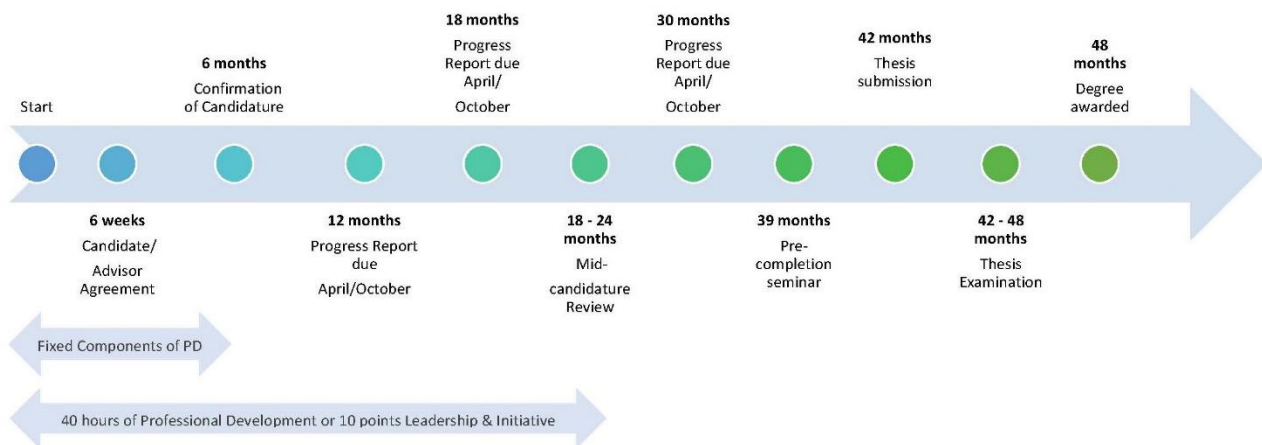 Start
6 weeks
Candidate/
Advisor
Agreement
6 months
Confirmation
of Candidature
12 months
Progress Report
due
April/October
18 months
Progress
Report due
April/
October
18 - 24
months
Mid-
candidature
Review
30 months
Progress
Report due
April/
October
39 months
Pre-
completion
seminar
42 months
Thesis
submission
42 - 48
months
Thesis
Examination
48
months
Degree
awarded
Fixed Components of PD
40 hours of Professional Development or 10 points Leadership & Initiative